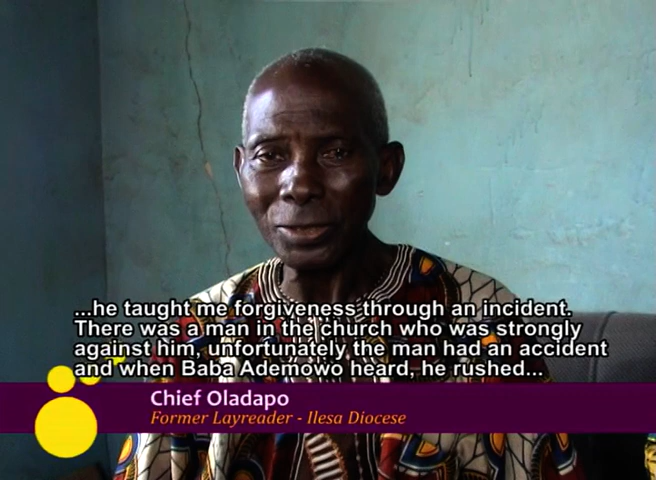 ...he taught me forgiveness through an incident.
There was a man in the church who was strongly
against him, unfortunately the man had an accident
and when Baba Ademowo heard, he rushed...
Chief Oladapo
Former Layreader - Ilesa Diocese